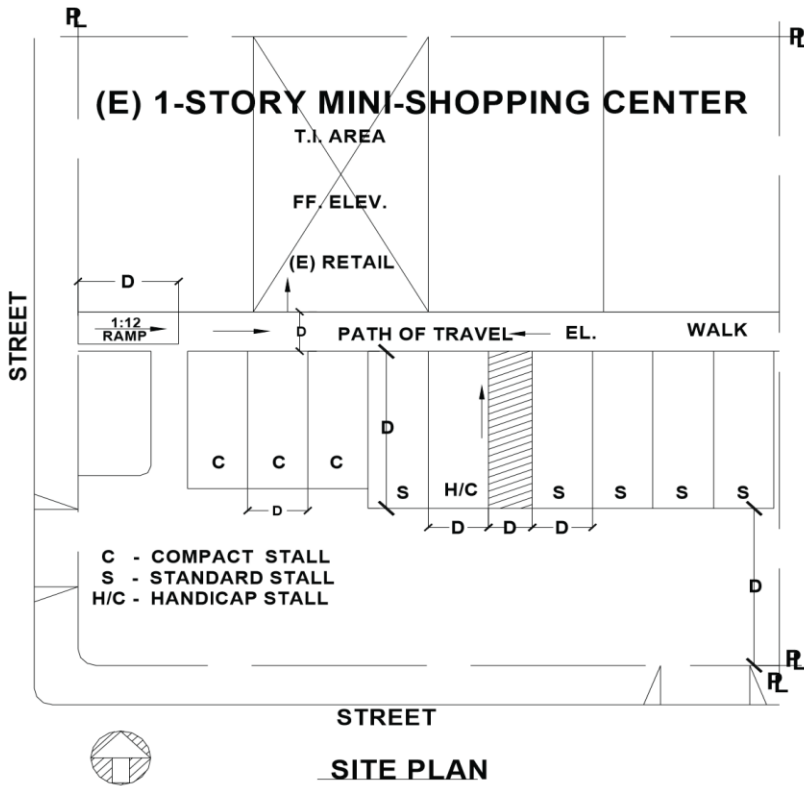 PL
PL
(E) 1-STORY MINI-SHOPPING CENTER
T.I. AREA
FF. ELEV.
(E) RETAIL
D
1:12
RAMP
D
PATH OF TRAVEL
EL.
WALK
STREET
D
C
C
C
S
H/C
S
S
S
S
D
D
D
D
C - COMPACT STALL
S - STANDARD STALL
H/C - HANDICAP STALL
D
PL
PL
STREET
SITE PLAN